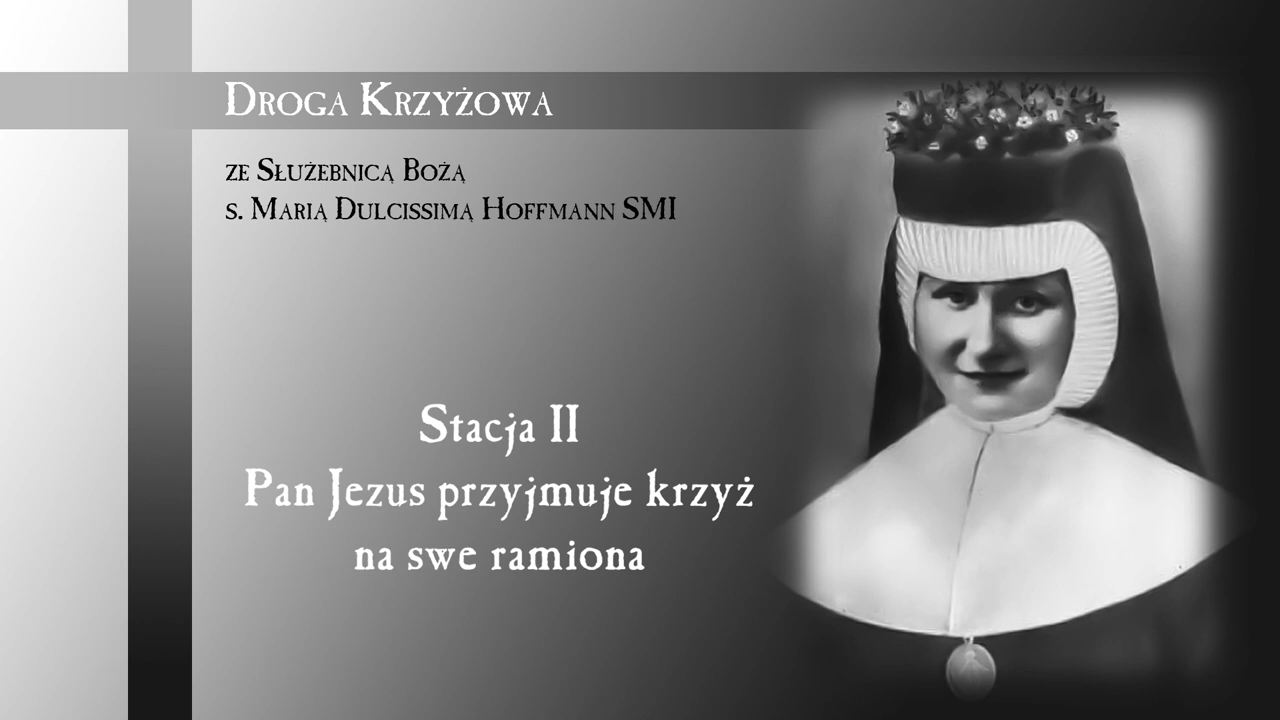 Droga Krzyżowa
ze Służebnicą Bożą
s. Marią Dulcissimą Hoffmann SMI
Stacja II
Pan Jezus przyjmuje krzyż
na swe ramiona